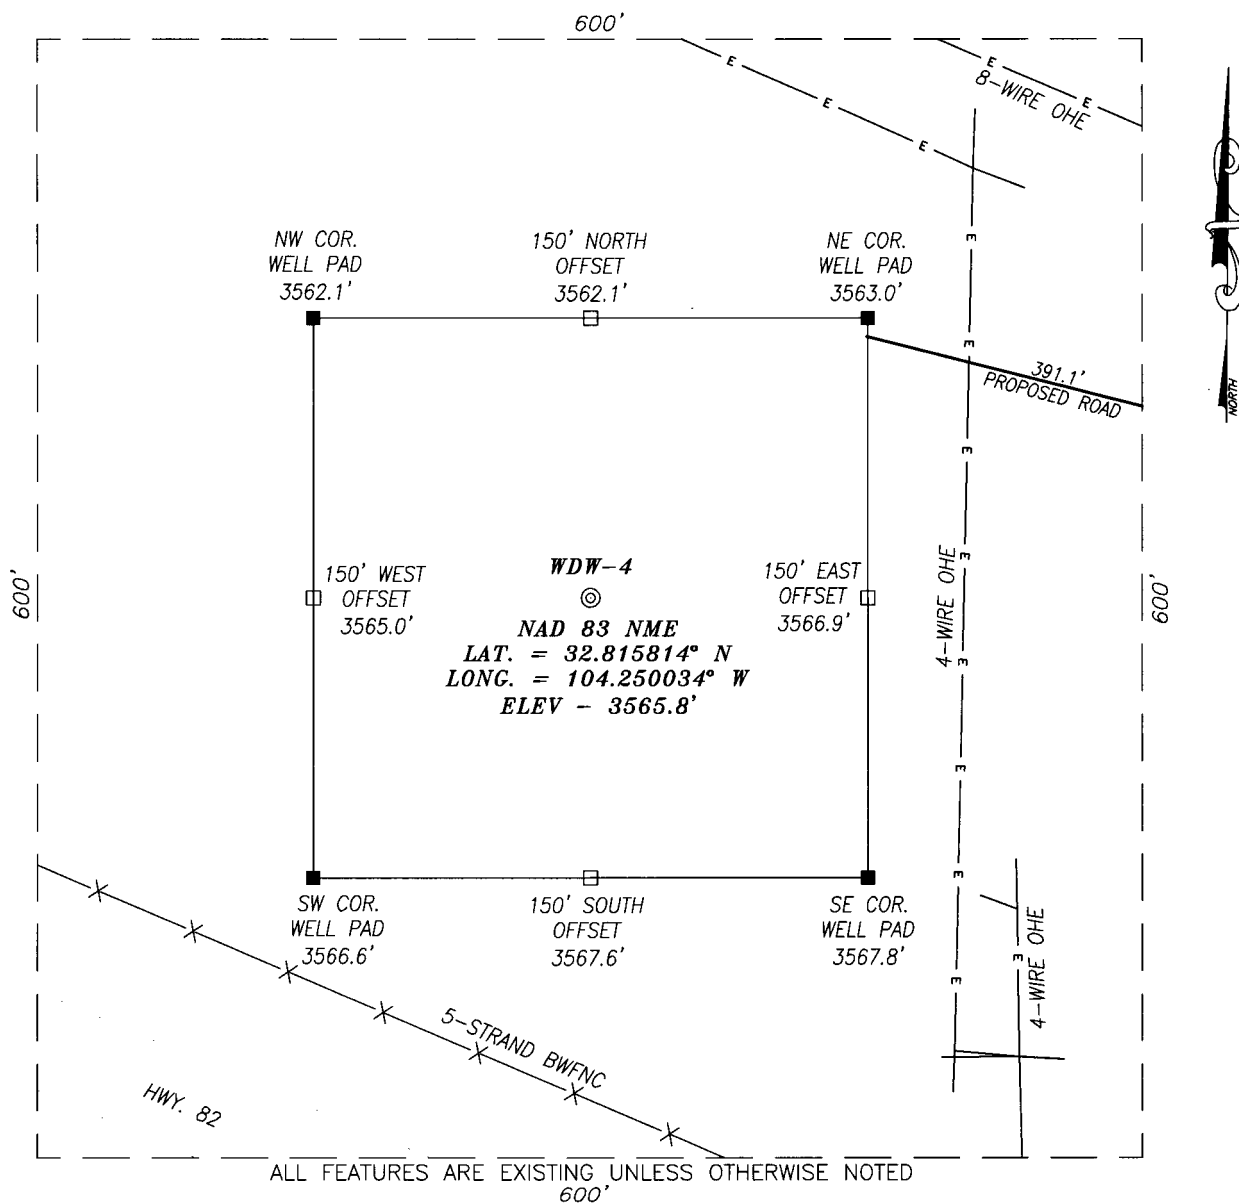 600'
E
E
E
E
E
8-WIRE OHE
NW COR.
WELL PAD
3562.1'
150' NORTH
OFFSET
3562.1'
NE COR.
WELL PAD
3563.0'
E
E
E
E
E
E
E
E
E
391.1'
PROPOSED ROAD
NORTH
600'
150' WEST
OFFSET
3565.0'
WDW-4
NAD 83 NME
LAT. = 32.815814° N
LONG. = 104.250034° W
ELEV - 3565.8'
150' EAST
OFFSET
3566.9'
4-WIRE OHE
600'
SW COR.
WELL PAD
3566.6'
150' SOUTH
OFFSET
3567.6'
SE COR.
WELL PAD
3567.8'
4-WIRE OHE
5-STRAND BWFNC
HWY. 82
ALL FEATURES ARE EXISTING UNLESS OTHERWISE NOTED
600'